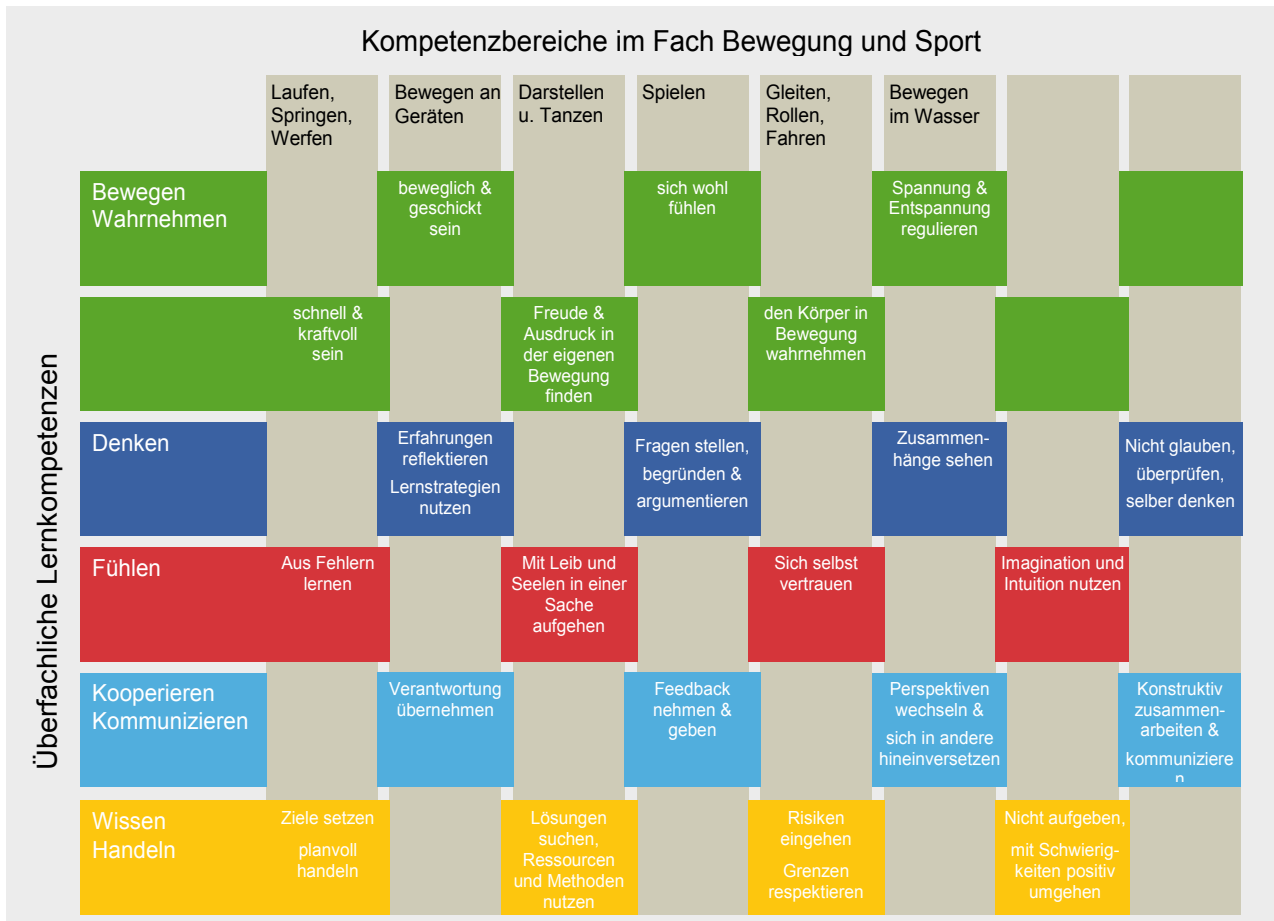 Kompetenzbereiche im Fach Bewegung und Sport
Laufen,
Springen,
Werfen
Bewegen an
Geräten
Darstellen
u. Tanzen
Spielen
Gleiten,
Rollen,
Fahren
Bewegen
im Wasser
Überfachliche Lernkompetenzen
Bewegen
Wahrnehmen
beweglich &
geschickt
sein
sich wohl
fühlen
Spannung &
Entspannung
regulieren
schnell &
kraftvoll
sein
Freude &
Ausdruck in
der eigenen
Bewegung
finden
den Körper in
Bewegung
wahrnehmen
Denken
Erfahrungen
reflektieren
Lernstrategien
nutzen
Fragen stellen,
begründen &
argumentieren
Zusammen-
hänge sehen
Nicht glauben,
überprüfen,
selber denken
Fühlen
Aus Fehlern
lernen
Mit Leib und
Seelen in einer
Sache
aufgehen
Sich selbst
vertrauen
Imagination und
Intuition nutzen
Kooperieren
Kommunizieren
Verantwortung
übernehmen
Feedback
nehmen &
geben
Perspektiven
wechseln &
sich in andere
hineinversetzen
Konstruktiv
zusammen-
arbeiten &
kommuniziere
n
Wissen
Handeln
Ziele setzen
planvoll
handeln
Lösungen
suchen,
Ressourcen
und Methoden
nutzen
Risiken
eingehen
Grenzen
respektieren
Nicht aufgeben,
mit Schwierig-
keiten positiv
umgehen